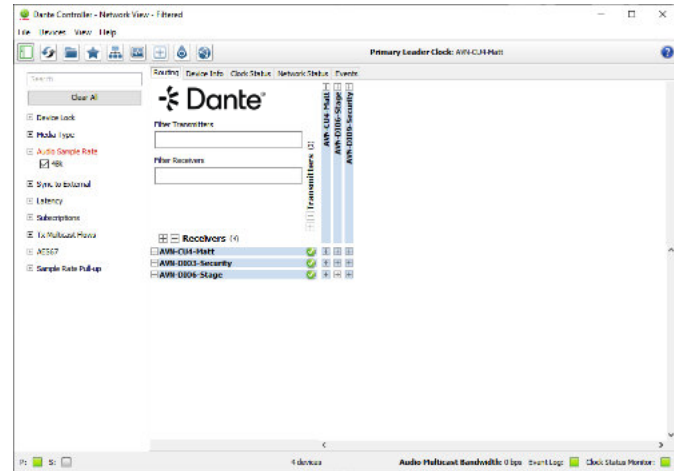 Dante Controller - Network View - Filtered
File Devices View Help
Primary Leader Clock: AVN-CU4-Matt
Search
Clear All
Device Lock
Media Type
Audio Sample Rate
48k
Sync to External
Latency
Subscriptions
Tx Multicast Flows
AES67
Sample Rate Pull-up
Routing Device Info Clock Status Network Status Events
Dante
Filter Transmitters
Filter Receivers
Transmitters
AVN-CU4-Matt
AVN-DIO6-Stage
Receivers
AVN-CU4-Matt
AVN-DIO3-Security
AVN-DIO6-Stage
P: S:
4 devices
Audio Multicast Bandwidth: 0 bps Event Log: Clock Status Monitor: